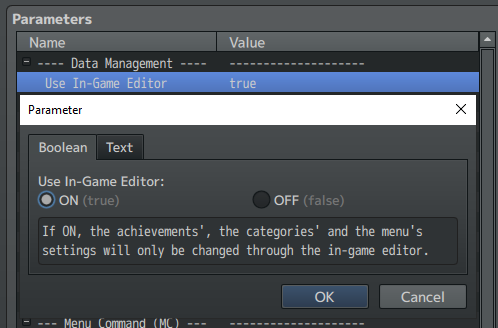 Parameters
Name Value
---- Data Management ---- -------------------
Use In-Game Editor true
Parameter
Boolean Text
Use In-Game Editor:
ON (true) OFF (false)
If ON, the achievements', the categories' and the menu's
settings will only be changed through the in-game editor.
OK Cancel
--- Menu Command (MC) --- -------------------